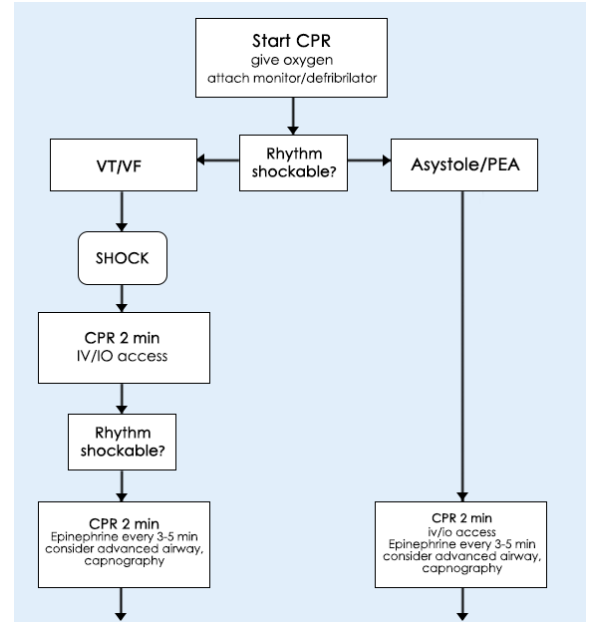 Start CPR
give oxygen
attach monitor/defribrilator
Rhythm
shockable?
VT/VF
Asystole/PEA
SHOCK
CPR 2 min
IV/IO access
Rhythm
shockable?
CPR 2 min
Epinephrine every 3-5 min
consider advanced airway,
capnography
CPR 2 min
iv/io access
Epinephrine every 3-5 min
consider advanced airway,
capnography